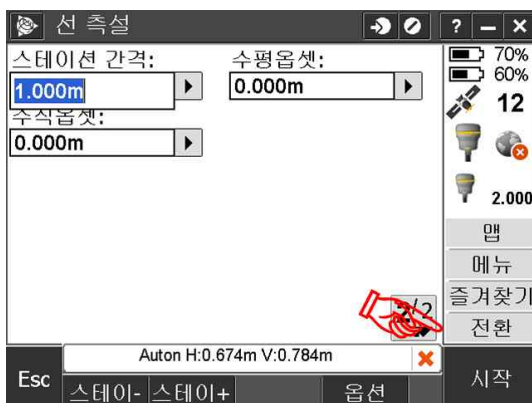 선 측설
? — ×
스테이션 간격:
수평옵셋:
1.000m
0.000m
수직옵셋:
0.000m
70%
60%
12
2.000
맵
메뉴
즐겨찾기
전환
2/2
Auton H:0.674m V:0.784m
Esc
스테이-
스테이+
옵션
시작